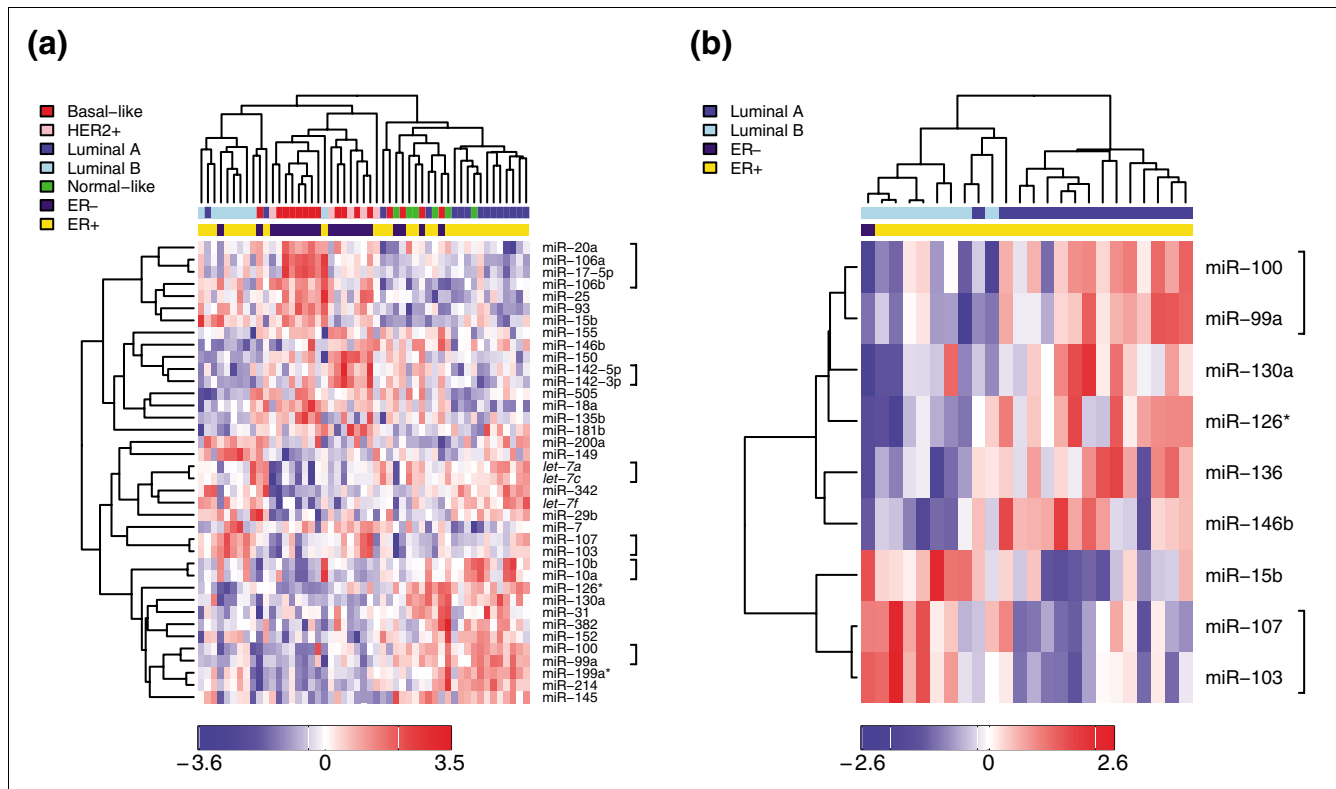 (a)
Basal-like
HER2+
Luminal A
Luminal B
Normal-like
ER−
ER+
miR−20a
miR−106a
miR−17−5p
miR−106b
miR−25
miR−93
miR−15b
miR−155
miR−146b
miR−150
miR−142−5p
miR−142−3p
miR−505
miR−18a
miR−135b
miR−181b
miR−200a
miR−149
let−7a
let−7c
miR−342
let−7f
miR−29b
miR−7
miR−107
miR−103
miR−10b
miR−10a
miR−126*
miR−130a
miR−31
miR−382
miR−152
miR−100
miR−99a
miR−199a*
miR−214
miR−145
−3.6 0 3.5
(b)
Luminal A
Luminal B
ER−
ER+
miR−100
miR−99a
miR−130a
miR−126*
miR−136
miR−146b
miR−15b
miR−107
miR−103
−2.6 0 2.6